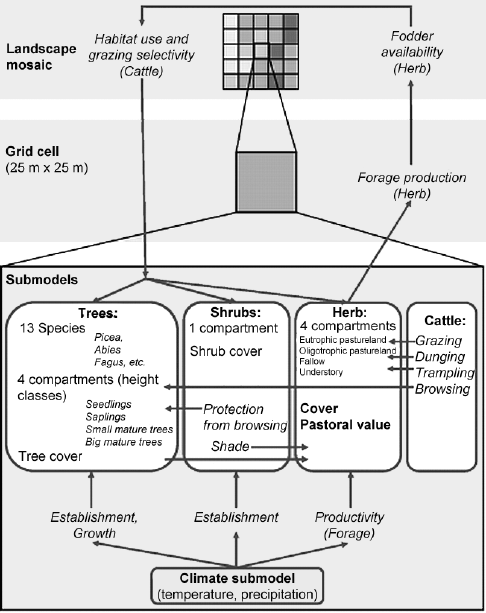 Landscape
mosaic
Habitat use and
grazing selectivity
(Cattle)
Fodder
availability
(Herb)
Grid cell
(25 m x 25 m)
Forage production
(Herb)
Submodels
Trees:
13 Species
Picea,
Abies
Fagus, etc.
4 compartments (height
classes)
Seedlings
Saplings
Small mature trees
Big mature trees
Tree cover
Shrubs:
1 compartment
Shrub cover
Protection
from browsing
Shade
Herb:
4 compartments
Eutrophic pastureland
Oligotrophic pastureland
Fallow
Understory
Cover
Pastoral value
Cattle:
Grazing
Dunging
Trampling
Browsing
Establishment,
Growth
Establishment
Productivity
(Forage)
Climate submodel
(temperature, precipitation)